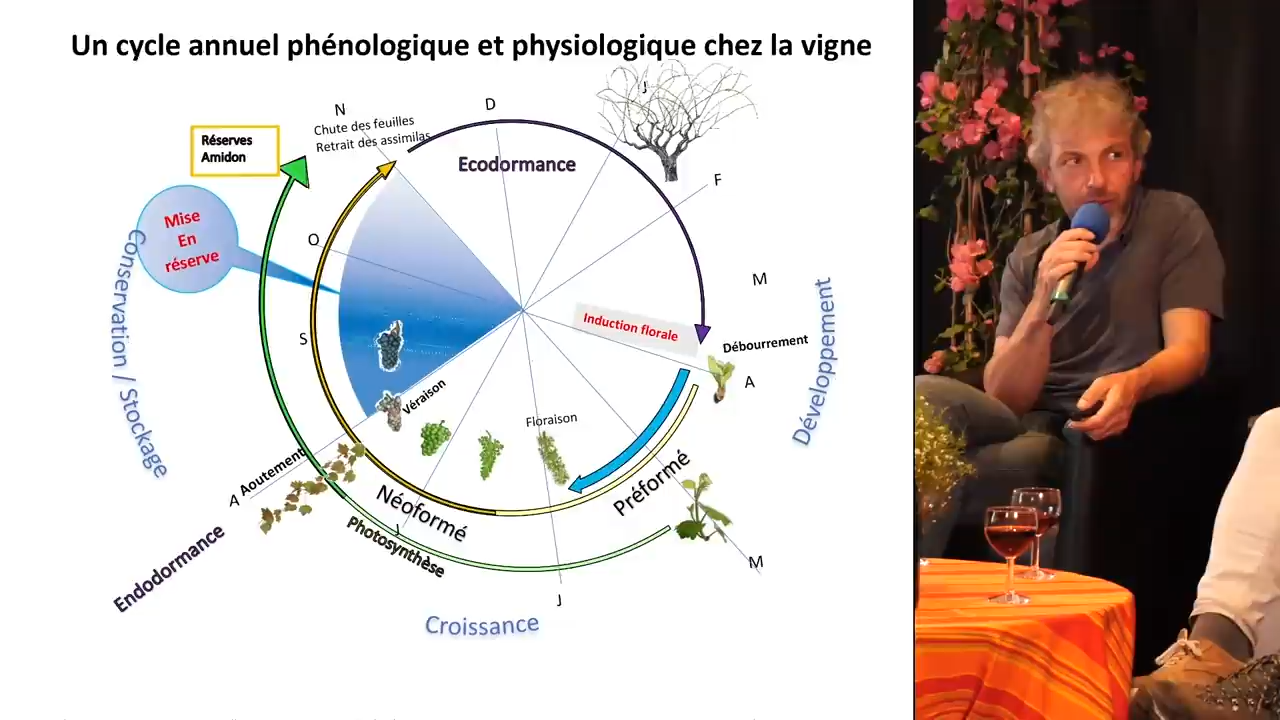 Un cycle annuel phénologique et physiologique chez la vigne
N
D
J
Chute des feuilles
Retrait des assimilas
Réserves
Amidon
Ecodormance
F
Mise
En
réserve
O
M
Conservation / Stockage
Induction florale
Développement
S
Débourrement
A
Véraison
Floraison
Aoutement
A
Néoformé
Préformé
J
Photosynthèse
Endodormance
M
J
Croissance